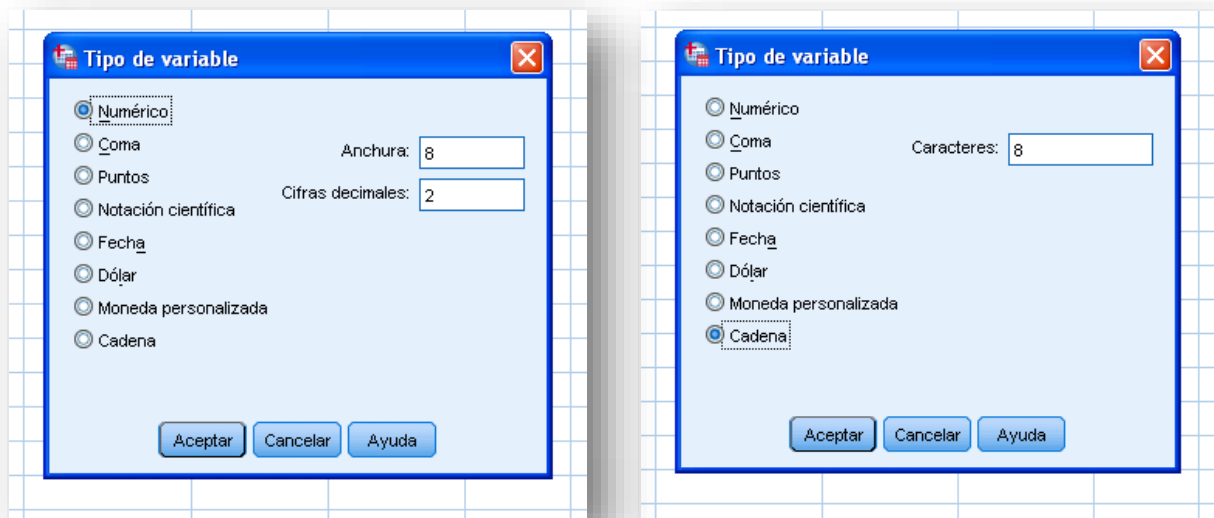 Tipo de variable
Numérico
Coma
Anchura: 8
Puntos
Cifras decimales: 2
Notación científica
Fecha
Dólar
Moneda personalizada
Cadena
Aceptar Cancelar Ayuda
Tipo de variable
Numérico
Coma
Caracteres: 8
Puntos
Notación científica
Fecha
Dólar
Moneda personalizada
Cadena
Aceptar Cancelar Ayuda